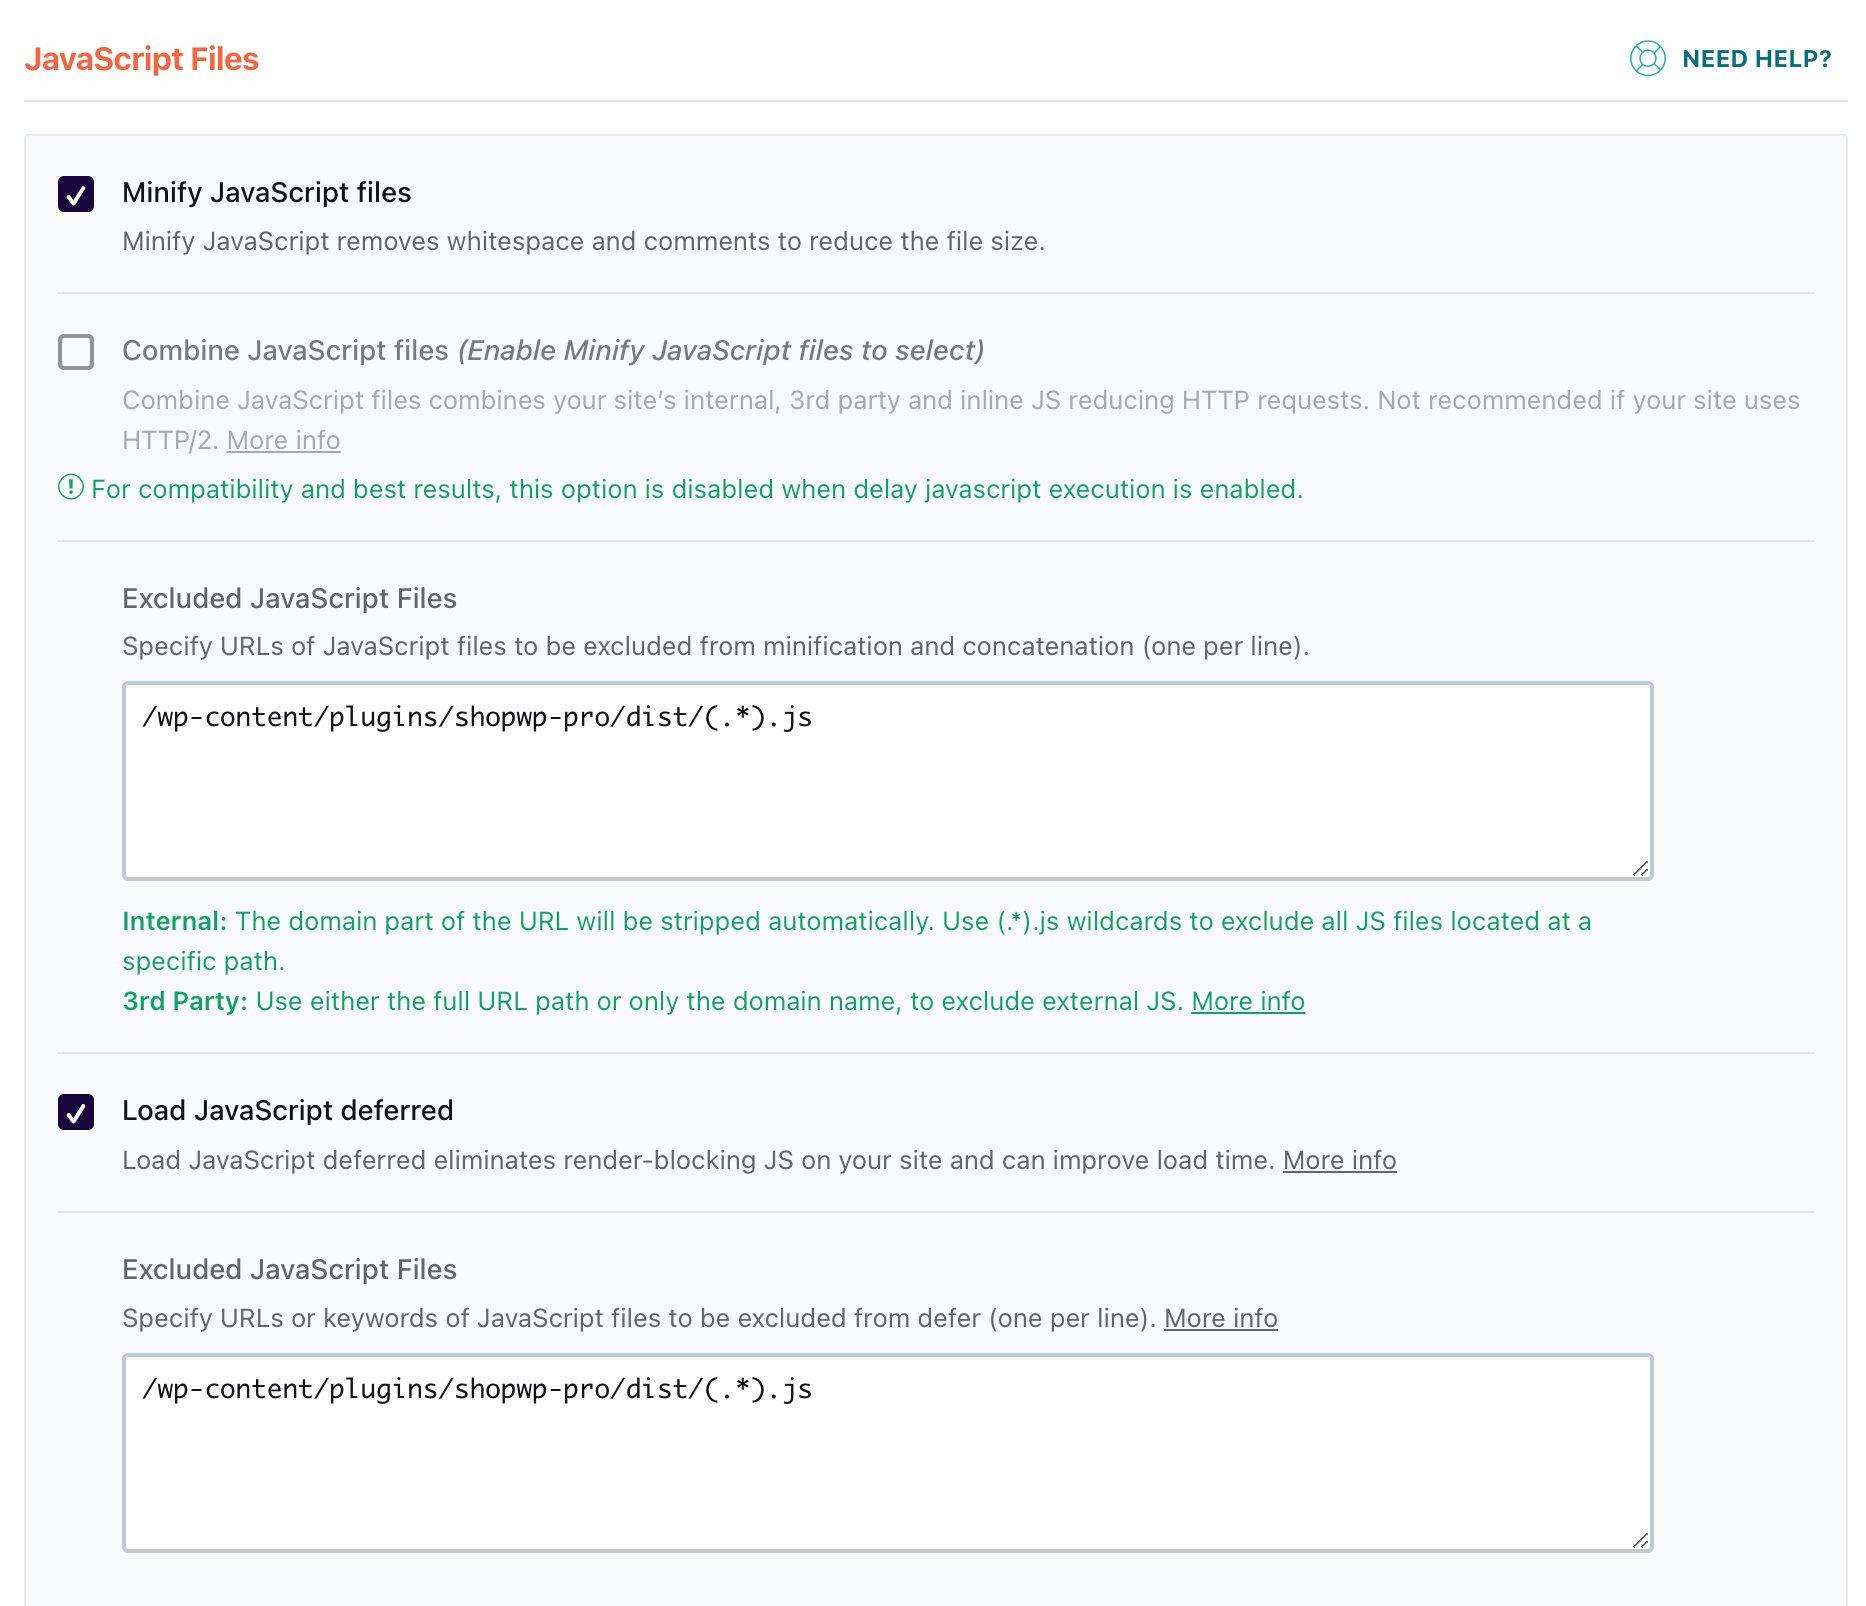 JavaScript Files
NEED HELP?
Minify JavaScript files
Minify JavaScript removes whitespace and comments to reduce the file size.
Combine JavaScript files (Enable Minify JavaScript files to select)
Combine JavaScript files combines your site’s internal, 3rd party and inline JS reducing HTTP requests. Not recommended if your site uses
HTTP/2. More info
For compatibility and best results, this option is disabled when delay javascript execution is enabled.
Excluded JavaScript Files
Specify URLs of JavaScript files to be excluded from minification and concatenation (one per line).
/wp-content/plugins/shopwp-pro/dist/(.*).js
Internal: The domain part of the URL will be stripped automatically. Use (.*).js wildcards to exclude all JS files located at a
specific path.
3rd Party: Use either the full URL path or only the domain name, to exclude external JS. More info
Load JavaScript deferred
Load JavaScript deferred eliminates render-blocking JS on your site and can improve load time. More info
Excluded JavaScript Files
Specify URLs or keywords of JavaScript files to be excluded from defer (one per line). More info
/wp-content/plugins/shopwp-pro/dist/(.*).js